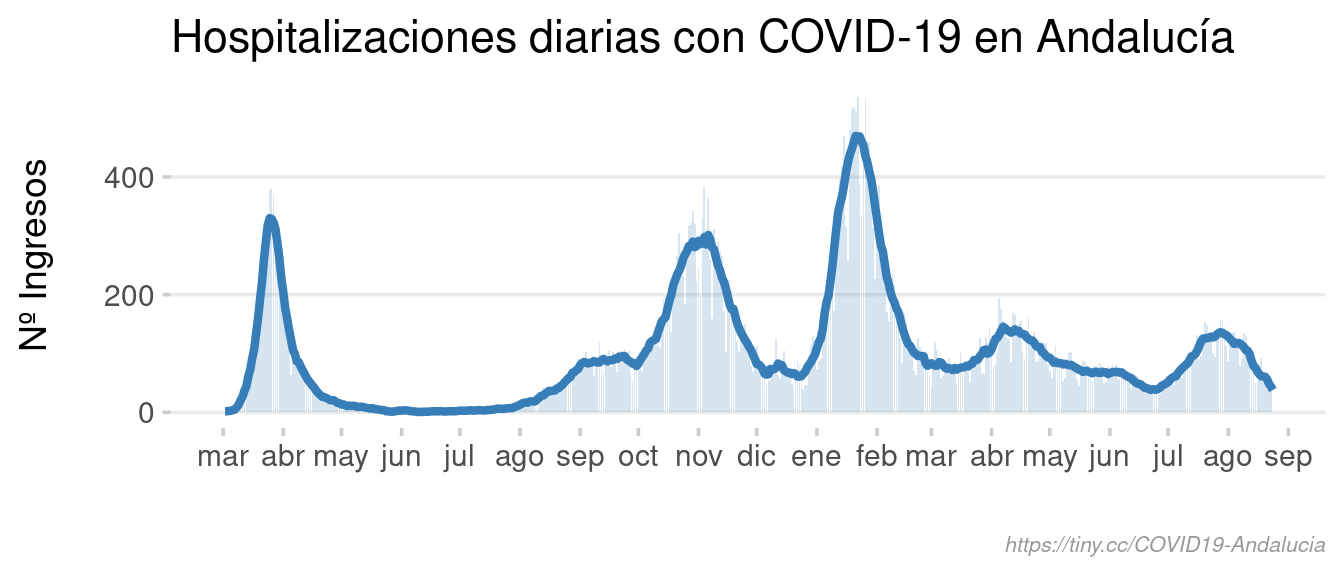 Hospitalizaciones diarias con COVID-19 en Andalucía
Nº Ingresos
400
200
0
mar abr may jun jul ago sep oct nov dic ene feb mar abr may jun jul ago sep
https://tiny.cc/COVID19-Andalucia